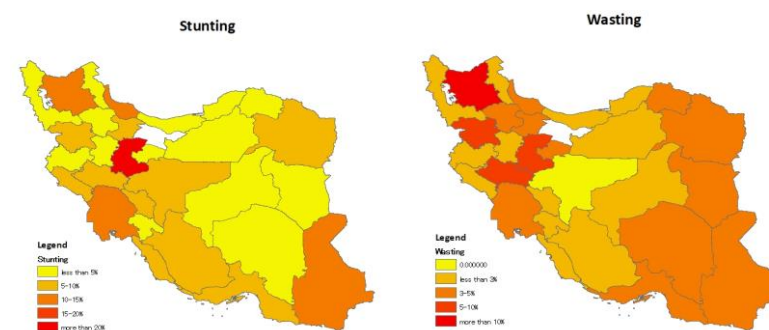 Stunting
Legend
Stunting
less than 5%
5-10%
10-15%
15-20%
more than 20%
Wasting
Legend
Wasting
0.000000
less than 3%
3-5%
5-10%
more than 10%